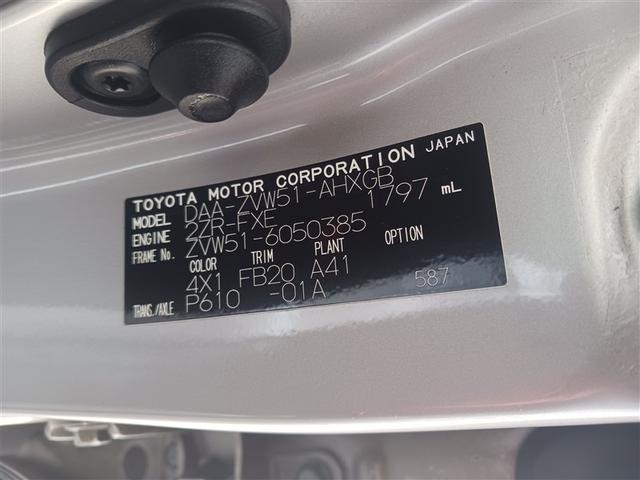 TOYOTA MOTOR CORPORATION JAPAN
MODEL DAA-ZVW51-AHXGB
ENGINE 2ZR-FXE 1797 mL
FRAME No. ZVW51-6050385
COLOR TRIM PLANT OPTION
4X1 FB20 A41 587
TRANS./AXLE P610 -01A